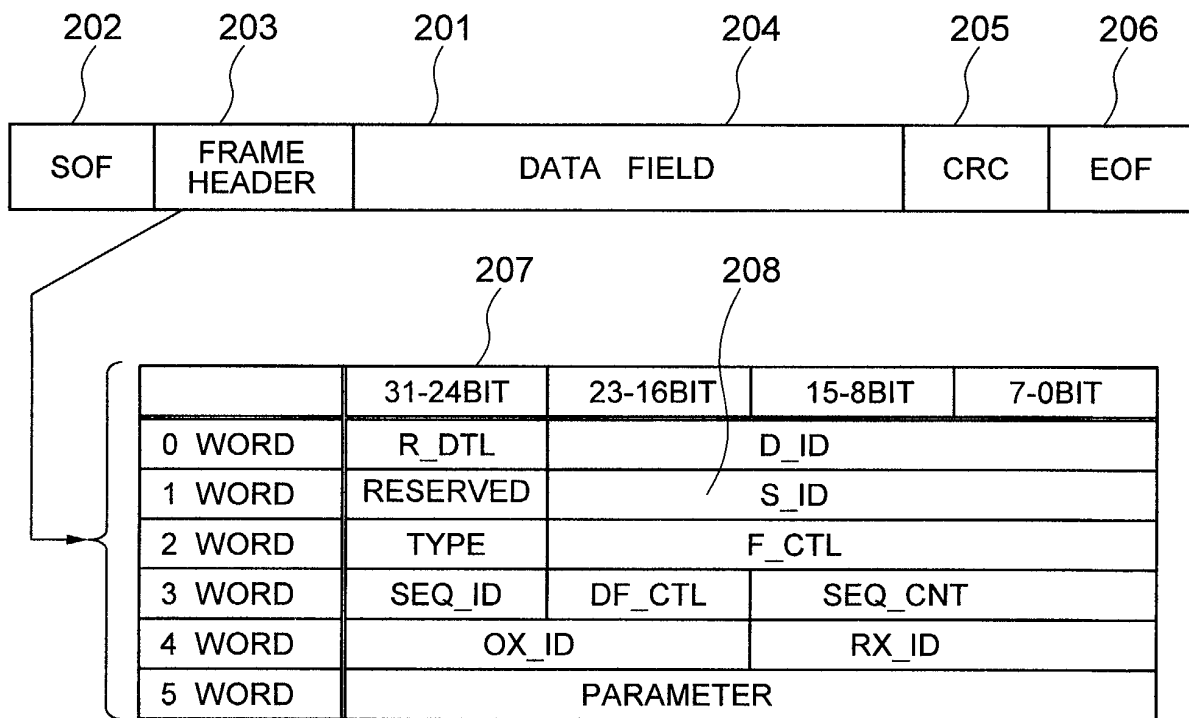 202 203 201 204 205 206
SOF FRAME HEADER DATA FIELD CRC EOF
207 208
31-24BIT 23-16BIT 15-8BIT 7-0BIT
0 WORD R_DTL D_ID
1 WORD RESERVED S_ID
2 WORD TYPE F_CTL
3 WORD SEQ_ID DF_CTL SEQ_CNT
4 WORD OX_ID RX_ID
5 WORD PARAMETER